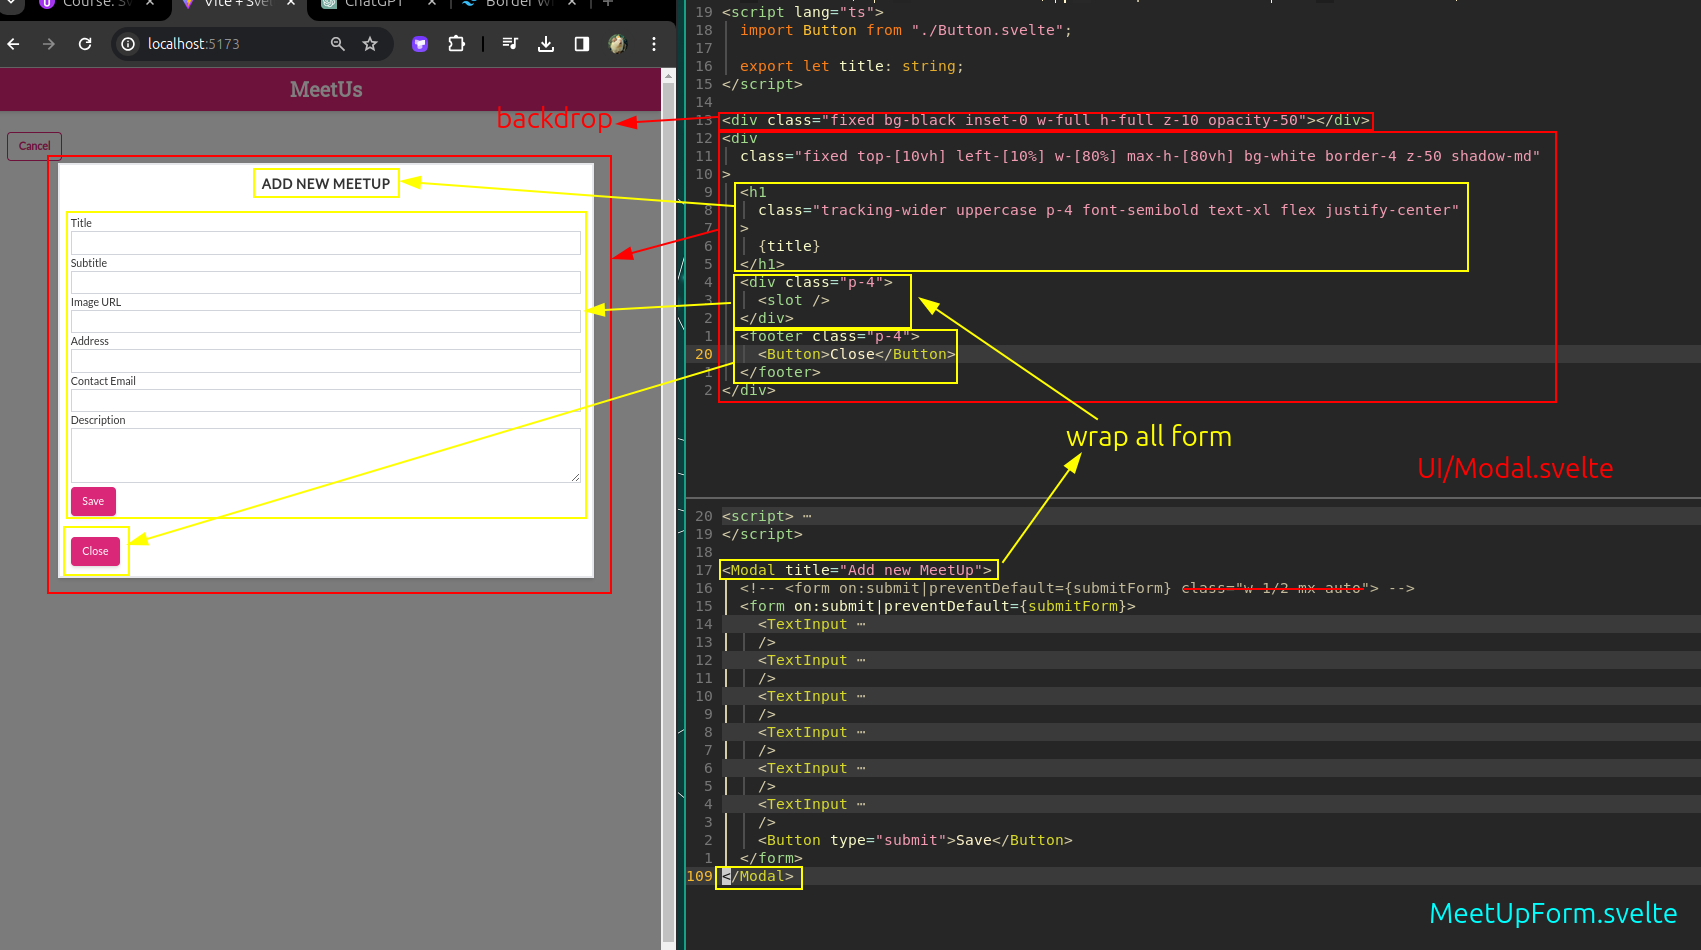 Course: Sv
Vite + Svel
ChatGPT
Border Wi
localhost:5173
MeetUs
backdrop
Cancel
ADD NEW MEETUP
Title
Subtitle
Image URL
Address
Contact Email
Description
Save
Close
19 <script lang="ts">
18 import Button from "./Button.svelte";
17
16 export let title: string;
15 </script>
14
13 <div class="fixed bg-black inset-0 w-full h-full z-10 opacity-50"></div>
12 <div
11 class="fixed top-[10vh] left-[10%] w-[80%] max-h-[80vh] bg-white border-4 z-50 shadow-md"
10 >
9 <h1
8 class="tracking-wider uppercase p-4 font-semibold text-xl flex justify-center"
7 >
6 {title}
5 </h1>
4 <div class="p-4">
3 <slot />
2 </div>
1 <footer class="p-4">
20 <Button>Close</Button>
1 </footer>
2 </div>
wrap all form
UI/Modal.svelte
20 <script> ⋯
19 </script>
18
17 <Modal title="Add new MeetUp">
16 <!-- <form on:submit|preventDefault={submitForm} class="w-1/2 mx-auto"> -->
15 <form on:submit|preventDefault={submitForm}>
14 <TextInput ⋯
13 />
12 <TextInput ⋯
11 />
10 <TextInput ⋯
9 />
8 <TextInput ⋯
7 />
6 <TextInput ⋯
5 />
4 <TextInput ⋯
3 />
2 <Button type="submit">Save</Button>
1 </form>
109 </Modal>
MeetUpForm.svelte